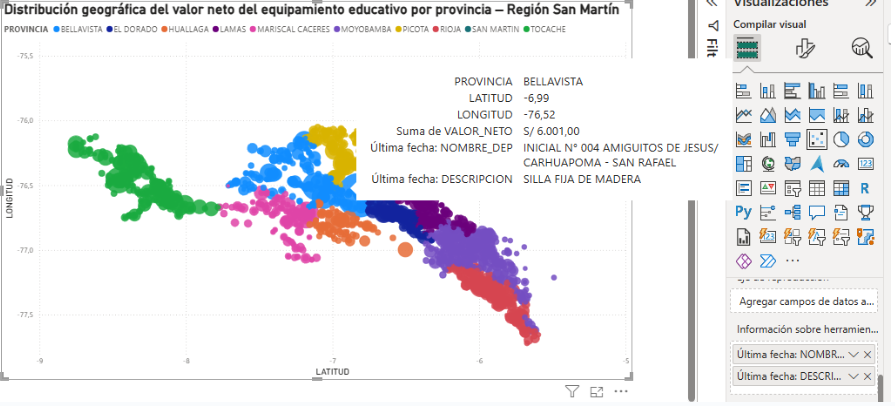 Distribución geográfica del valor neto del equipamiento educativo por provincia – Región San Martín
PROVINCIA BELLAVISTA EL DORADO HUALLAGA LAMAS MARISCAL CACERES MOYOBAMBA PICOTA RIOJA SAN MARTIN TOCACHE
-75,5
-76,0
-76,5
-77,0
-77,5
LONGITUD
-9 -8 -7 -6 -5
LATITUD
PROVINCIA BELLAVISTA
LATITUD -6,99
LONGITUD -76,52
Suma de VALOR_NETO S/ 6.001,00
Última fecha: NOMBRE_DEP INICIAL N° 004 AMIGUITOS DE JESUS/
CARHUAPOMA - SAN RAFAEL
Última fecha: DESCRIPCION SILLA FIJA DE MADERA
Filt
Visualizaciones
Compilar visual
123
R
Py
Agregar campos de datos a...
Información sobre herramien...
Última fecha: NOMBR...
Última fecha: DESCRI...